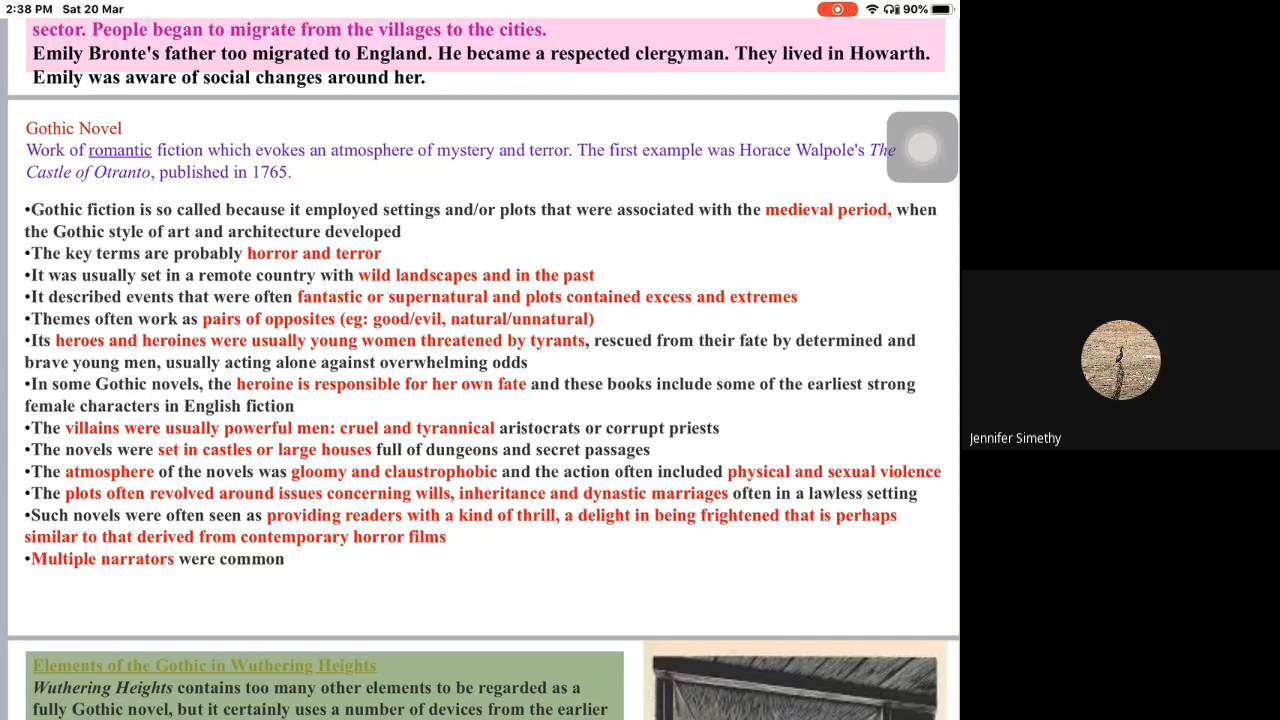 2:38 PM Sat 20 Mar
90%
sector. People began to migrate from the villages to the cities.
Emily Bronte's father too migrated to England. He became a respected clergyman. They lived in Howarth.
Emily was aware of social changes around her.
Gothic Novel
Work of romantic fiction which evokes an atmosphere of mystery and terror. The first example was Horace Walpole's The
Castle of Otranto, published in 1765.
•Gothic fiction is so called because it employed settings and/or plots that were associated with the medieval period, when
the Gothic style of art and architecture developed
•The key terms are probably horror and terror
•It was usually set in a remote country with wild landscapes and in the past
•It described events that were often fantastic or supernatural and plots contained excess and extremes
•Themes often work as pairs of opposites (eg: good/evil, natural/unnatural)
•Its heroes and heroines were usually young women threatened by tyrants, rescued from their fate by determined and
brave young men, usually acting alone against overwhelming odds
•In some Gothic novels, the heroine is responsible for her own fate and these books include some of the earliest strong
female characters in English fiction
•The villains were usually powerful men: cruel and tyrannical aristocrats or corrupt priests
•The novels were set in castles or large houses full of dungeons and secret passages
•The atmosphere of the novels was gloomy and claustrophobic and the action often included physical and sexual violence
•The plots often revolved around issues concerning wills, inheritance and dynastic marriages often in a lawless setting
•Such novels were often seen as providing readers with a kind of thrill, a delight in being frightened that is perhaps
similar to that derived from contemporary horror films
•Multiple narrators were common
Elements of the Gothic in Wuthering Heights
Wuthering Heights contains too many other elements to be regarded as a
fully Gothic novel, but it certainly uses a number of devices from the earlier
Jennifer Simethy